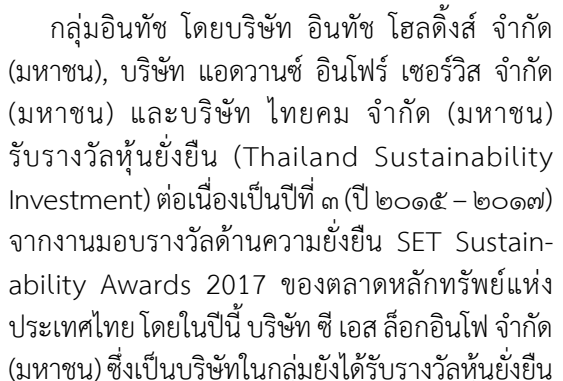 กลุ่มอินทัช โดยบริษัท อินทัช โฮลดิ้งส์ จำกัด
(มหาชน), บริษัท แอดวานซ์ อินโฟร์ เซอร์วิส จำกัด
(มหาชน) และบริษัท ไทยคม จำกัด (มหาชน)
รับรางวัลหุ้นยั่งยืน (Thailand Sustainability
Investment) ต่อเนื่องเป็นปีที่ ๓ (ปี ๒๐๑๕ – ๒๐๑๗)
จากงานมอบรางวัลด้านความยั่งยืน SET Sustain-
ability Awards 2017 ของตลาดหลักทรัพย์แห่ง
ประเทศไทย โดยในปีนี้ บริษัท ซี เอส ล็อกอินโฟ จำกัด
(มหาชน) ซึ่งเป็นบริษัทในกลุ่มยังได้รับรางวัลหุ้นยั่งยืน